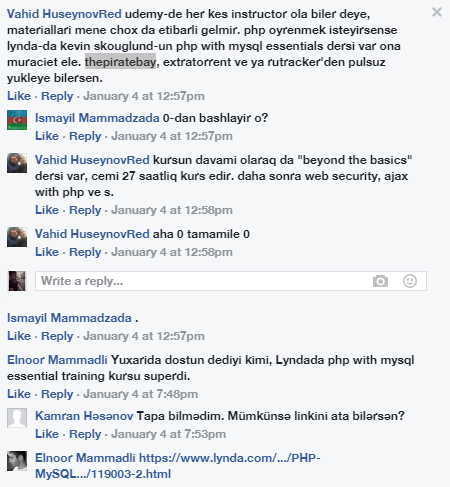 Vahid HuseynovRed udemy-de her kes instructor ola biler deye,
materiallari mene chox da etibarli gelmir. php oyrenmek isteyirsense
lynda-da kevin skouglund-un php with mysql essentials dersi var ona
muraciet ele. thepiratebay, extratorrent ve ya rutracker'den pulsuz
yukleye bilersen.
Like · Reply · January 4 at 12:57pm
Ismayil Mammadzada 0-dan bashlayir o?
Like · Reply · January 4 at 12:57pm
Vahid HuseynovRed kursun davami olaraq da "beyond the basics"
dersi var, cemi 27 saatliq kurs edir. daha sonra web security, ajax
with php ve s.
Like · Reply · January 4 at 12:58pm
Vahid HuseynovRed aha 0 tamamile 0
Like · Reply · January 4 at 12:58pm
Write a reply...
Ismayil Mammadzada .
Like · Reply · January 4 at 12:57pm
Elnoor Mammadli Yuxarida dostun dediyi kimi, Lyndada php with mysql
essential training kursu superdi.
Like · Reply · January 4 at 7:48pm
Kamran Həsənov Tapa bilmədim. Mümkünsə linkini ata bilərsən?
Like · Reply · January 4 at 7:53pm
Elnoor Mammadli https://www.lynda.com/.../PHP-
MySQL.../119003-2.html